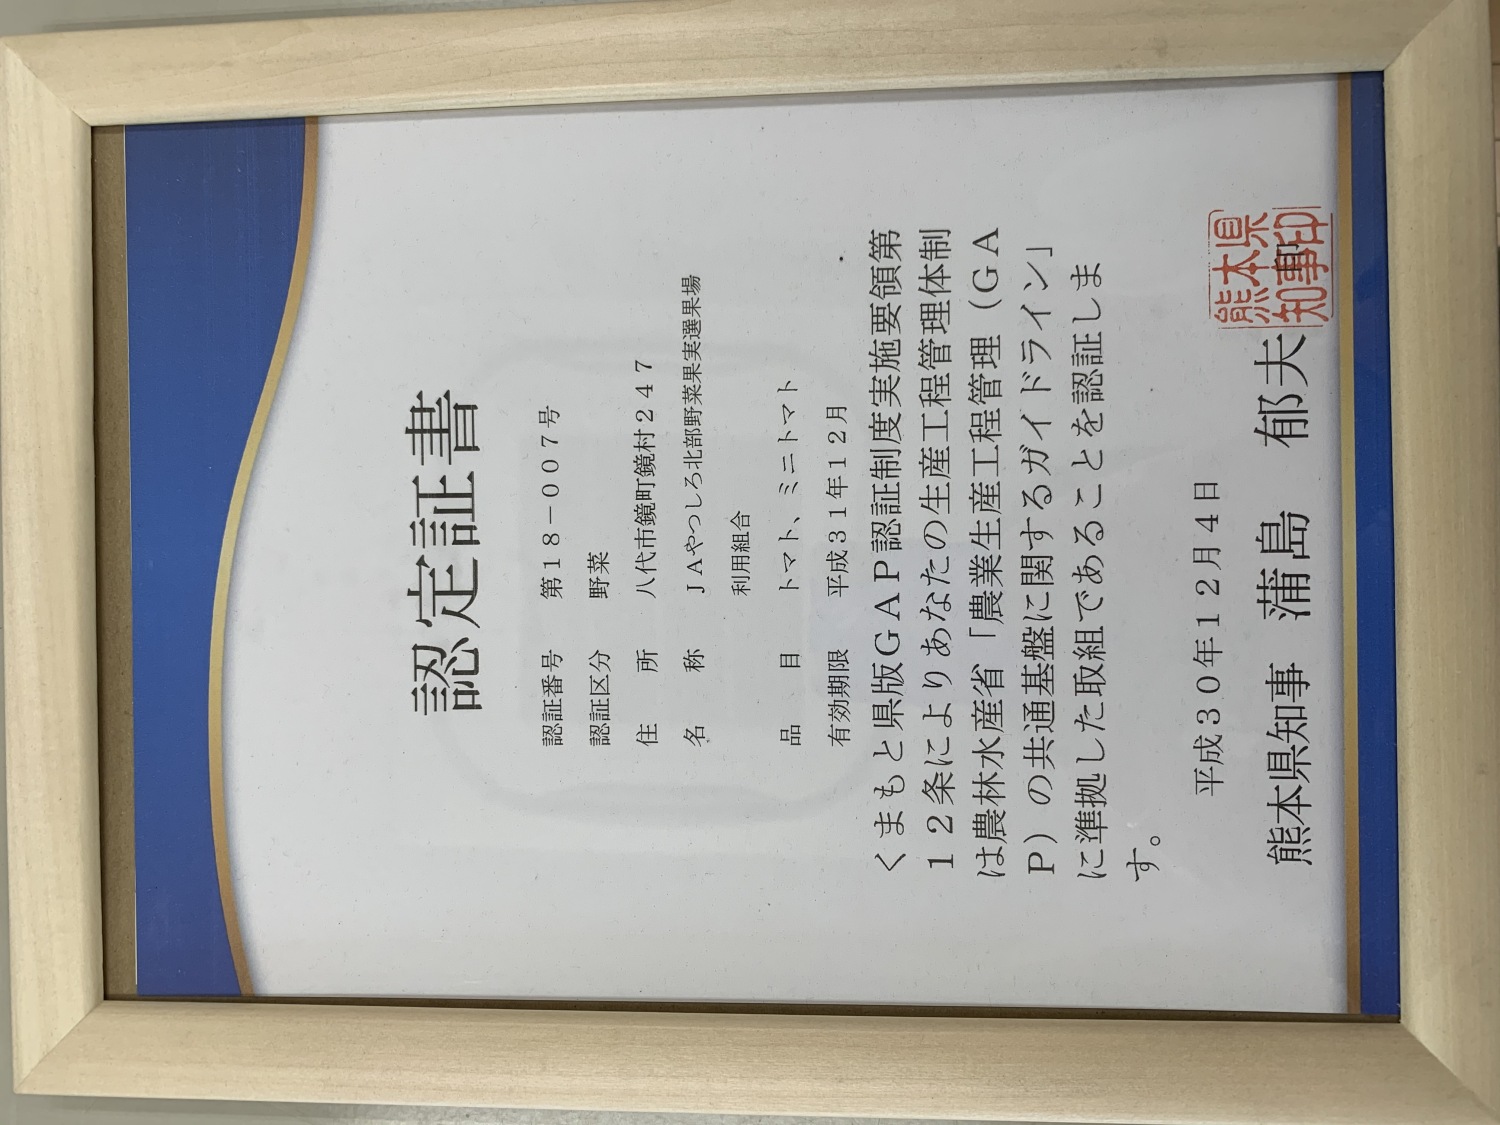 認定証書
認証番号　第１８－００７号
認証区分　野菜
住　　所　八代市鏡町鏡村２４７
名　　称　ＪＡやつしろ北部野菜果実選果場
利用組合
品　　目　トマト、ミニトマト
有効期限　平成３１年１２月
くまもと県版ＧＡＰ認証制度実施要領第
１２条によりあなたの生産工程管理体制
は農林水産省「農業生産工程管理（ＧＡ
Ｐ）の共通基盤に関するガイドライン」
に準拠した取組であることを認証しま
す。
平成３０年１２月４日
熊本県知事　蒲島　郁夫
熊本県
知事印